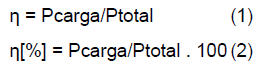 η = Pcarga/Ptotal (1)
η[%] = Pcarga/Ptotal . 100 (2)